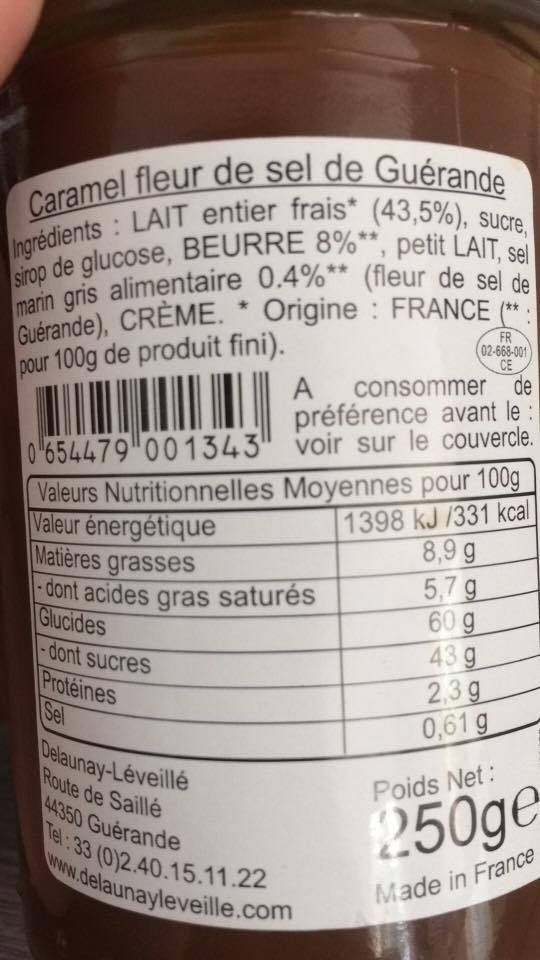 Caramel fleur de sel de Guérande
Ingrédients : LAIT entier frais* (43,5%), sucre,
sirop de glucose, BEURRE 8%**, petit LAIT, sel
marin gris alimentaire 0.4%** (fleur de sel de
Guérande), CRÈME. * Origine : FRANCE (** :
pour 100g de produit fini).
FR
02-668-001
CE
A consommer de
préférence avant le :
voir sur le couvercle.
0 654479 001343
Valeurs Nutritionnelles Moyennes pour 100g
Valeur énergétique 1398 kJ /331 kcal
Matières grasses 8,9 g
- dont acides gras saturés 5,7 g
Glucides 60 g
- dont sucres 43 g
Protéines 2,3 g
Sel 0,61 g
Delaunay-Léveillé
Route de Saillé
44350 Guérande
Tel : 33 (0)2.40.15.11.22
www.delaunayleveille.com
Poids Net :
250g℮
Made in France